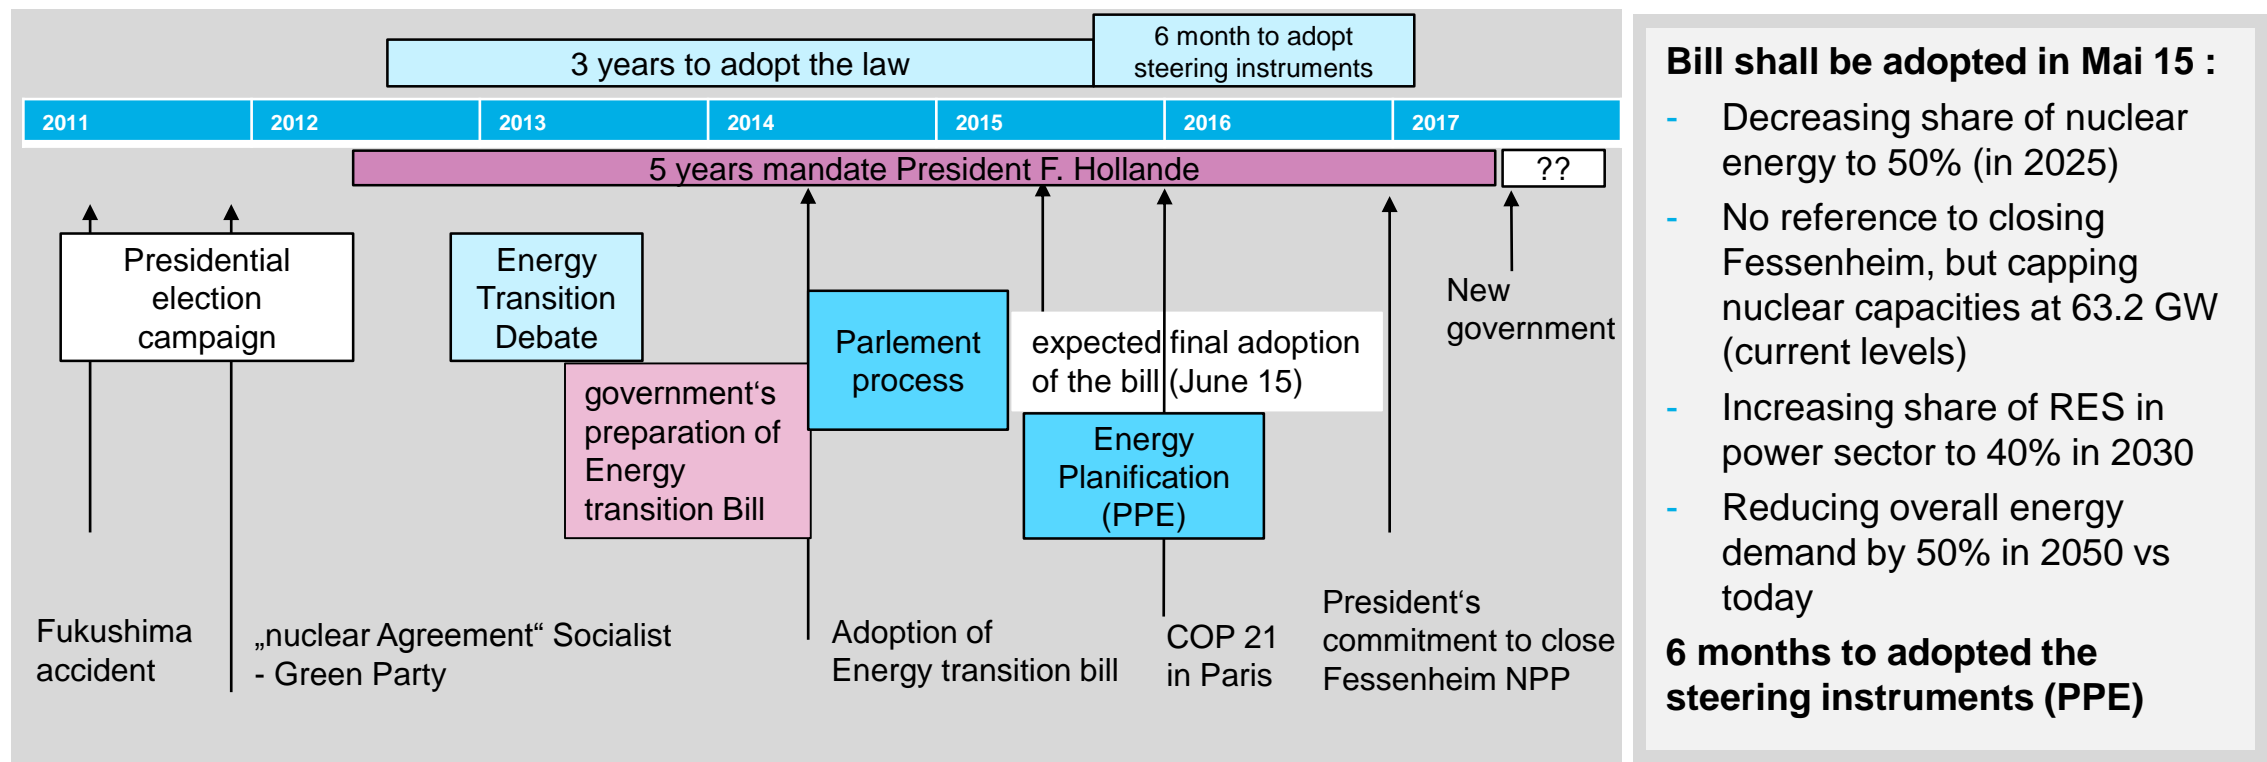 3 years to adopt the law
6 month to adopt
steering instruments
2011 2012 2013 2014 2015 2016 2017
5 years mandate President F. Hollande
??
Presidential
election
campaign
Energy
Transition
Debate
government‘s
preparation of
Energy
transition Bill
Parlement
process
expected final adoption
of the bill (June 15)
Energy
Planification
(PPE)
New
government
Fukushima
accident
„nuclear Agreement“ Socialist
- Green Party
Adoption of
Energy transition bill
COP 21
in Paris
President‘s
commitment to close
Fessenheim NPP
Bill shall be adopted in Mai 15 :
- Decreasing share of nuclear
energy to 50% (in 2025)
- No reference to closing
Fessenheim, but capping
nuclear capacities at 63.2 GW
(current levels)
- Increasing share of RES in
power sector to 40% in 2030
- Reducing overall energy
demand by 50% in 2050 vs
today
6 months to adopted the
steering instruments (PPE)